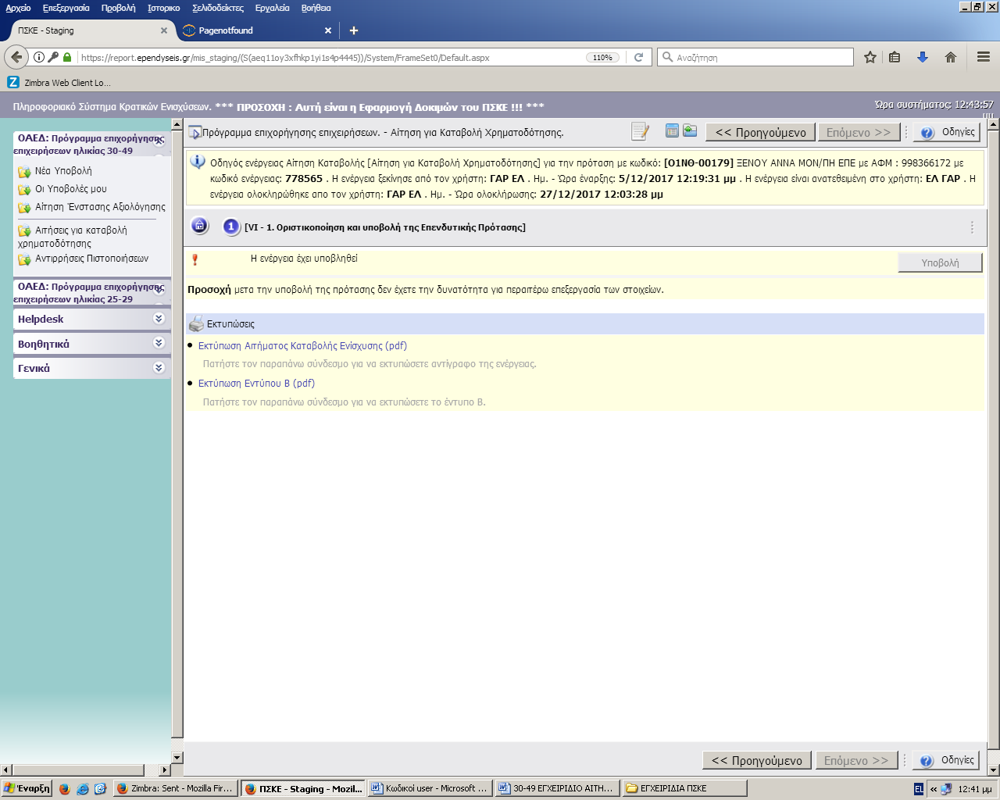 Αρχείο Επεξεργασία Προβολή Ιστορικο Σελιδοδείκτες Εργαλεία Βοήθεια
ΠΣΚΕ - Staging
Pagenotfound
https://report.ependyseis.gr/mis_staging/(S(aeq11oy3xfhkp1yi1s4p4445))/System/FrameSet0/Default.aspx
110%
Αναζήτηση
Zimbra Web Client Lo...
Πληροφοριακό Σύστημα Κρατικών Ενισχύσεων. *** ΠΡΟΣΟΧΗ : Αυτή είναι η Εφαρμογή Δοκιμών του ΠΣΚΕ !!! ***
Ώρα συστήματος: 12:43:57
μμ
ΟΑΕΔ: Πρόγραμμα επιχορήγησης
επιχειρήσεων ηλικίας 30-49
Νέα Υποβολή
Οι Υποβολές μου
Αίτηση Ένστασης Αξιολόγησης
Αιτήσεις για καταβολή
χρηματοδότησης
Αντιρρήσεις Πιστοποιήσεων
ΟΑΕΔ: Πρόγραμμα επιχορήγησης
επιχειρήσεων ηλικίας 25-29
Helpdesk
Βοηθητικά
Γενικά
Πρόγραμμα επιχορήγησης επιχειρήσεων. - Αίτηση για Καταβολή Χρηματοδότησης.
<< Προηγούμενο
Επόμενο >>
Οδηγίες
Οδηγός ενέργειας Αίτηση Καταβολής [Αίτηση για Καταβολή Χρηματοδότησης] για την πρόταση με κωδικό: [Ο1ΝΘ-00179] ΞΕΝΟΥ ΑΝΝΑ ΜΟΝ/ΠΗ ΕΠΕ με ΑΦΜ : 998366172 με
κωδικό ενέργειας: 778565 . Η ενέργεια ξεκίνησε από τον χρήστη: ΓΑΡ ΕΛ . Ημ. - Ώρα έναρξης: 5/12/2017 12:19:31 μμ . Η ενέργεια είναι ανατεθειμένη στο χρήστη: ΕΛ ΓΑΡ . Η
ενέργεια ολοκληρώθηκε απο τον χρήστη: ΓΑΡ ΕΛ . Ημ. - Ώρα ολοκλήρωσης: 27/12/2017 12:03:28 μμ
1 [VI - 1. Οριστικοποίηση και υποβολή της Επενδυτικής Πρότασης]
Η ενέργεια έχει υποβληθεί
Υποβολή
Προσοχή μετα την υποβολή της πρότασης δεν έχετε την δυνατότητα για περαιτέρω επεξεργασία των στοιχείων.
Εκτυπώσεις
Εκτύπωση Αιτήματος Καταβολής Ενίσχυσης (pdf)
Πατήστε τον παραπάνω σύνδεσμο για να εκτυπώσετε αντίγραφο της ενέργειας.
Εκτύπωση Εντύπου Β (pdf)
Πατήστε τον παραπάνω σύνδεσμο για να εκτυπώσετε το έντυπο Β.
<< Προηγούμενο
Επόμενο >>
Οδηγίες
Έναρξη
Zimbra: Sent - Mozilla Fir...
ΠΣΚΕ - Staging - Mozil...
Κωδικοί user - Microsoft ...
30-49 ΕΓΧΕΙΡΙΔΙΟ ΑΙΤΗ...
ΕΓΧΕΙΡΙΔΙΑ ΠΣΚΕ
EL
12:41 μμ